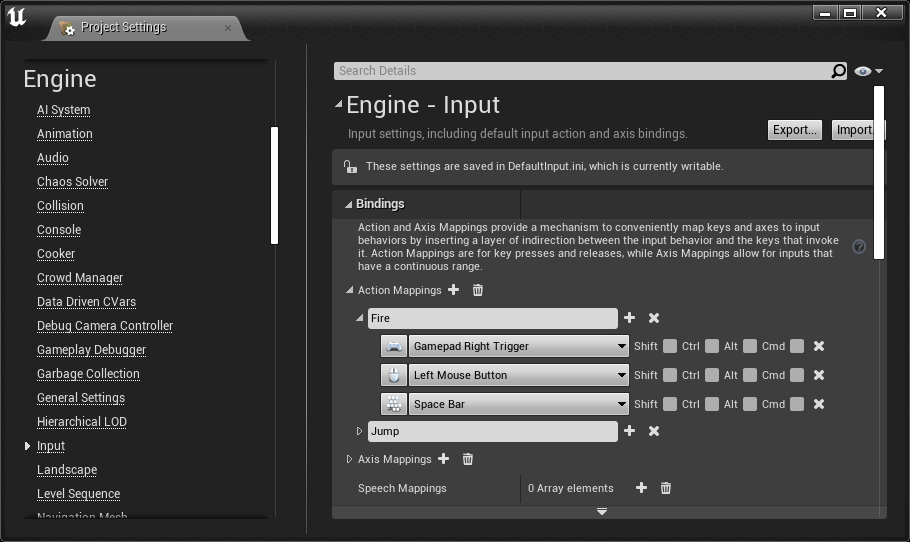 Project Settings
Engine
AI System
Animation
Audio
Chaos Solver
Collision
Console
Cooker
Crowd Manager
Data Driven CVars
Debug Camera Controller
Gameplay Debugger
Garbage Collection
General Settings
Hierarchical LOD
Input
Landscape
Level Sequence
Navigation Mesh
Search Details
Engine - Input
Input settings, including default input action and axis bindings.
Export...
Import...
These settings are saved in DefaultInput.ini, which is currently writable.
Bindings
Action and Axis Mappings provide a mechanism to conveniently map keys and axes to input
behaviors by inserting a layer of indirection between the input behavior and the keys that invoke
it. Action Mappings are for key presses and releases, while Axis Mappings allow for inputs that
have a continuous range.
Action Mappings
Fire
Gamepad Right Trigger Shift Ctrl Alt Cmd
Left Mouse Button Shift Ctrl Alt Cmd
Space Bar Shift Ctrl Alt Cmd
Jump
Axis Mappings
Speech Mappings 0 Array elements